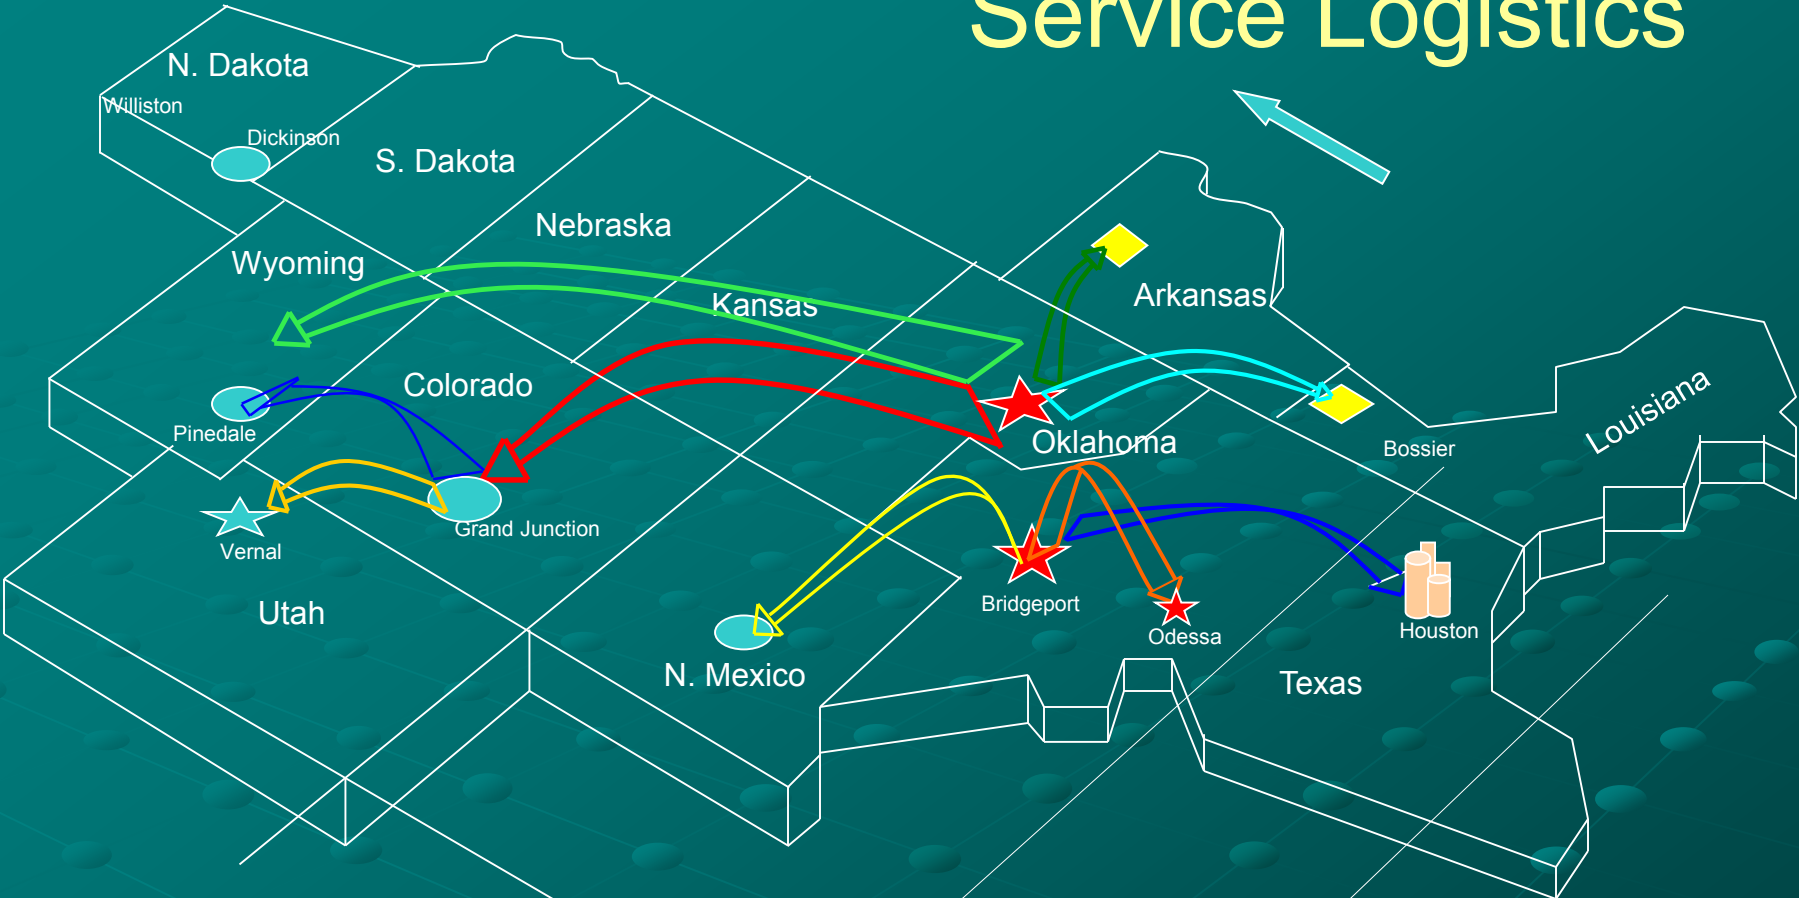 Service Logistics
N. Dakota
Williston
Dickinson
S. Dakota
Nebraska
Wyoming
Kansas
Arkansas
Colorado
Louisiana
Pinedale
Oklahoma
Bossier
Grand Junction
Vernal
Utah
Bridgeport
Odessa
Houston
N. Mexico
Texas